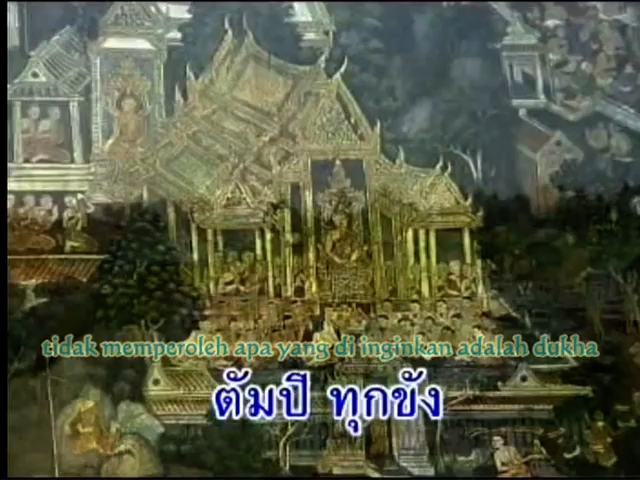 tidak memperoleh apa yang di inginkan adalah dukha
ตัมปี ทุกขัง